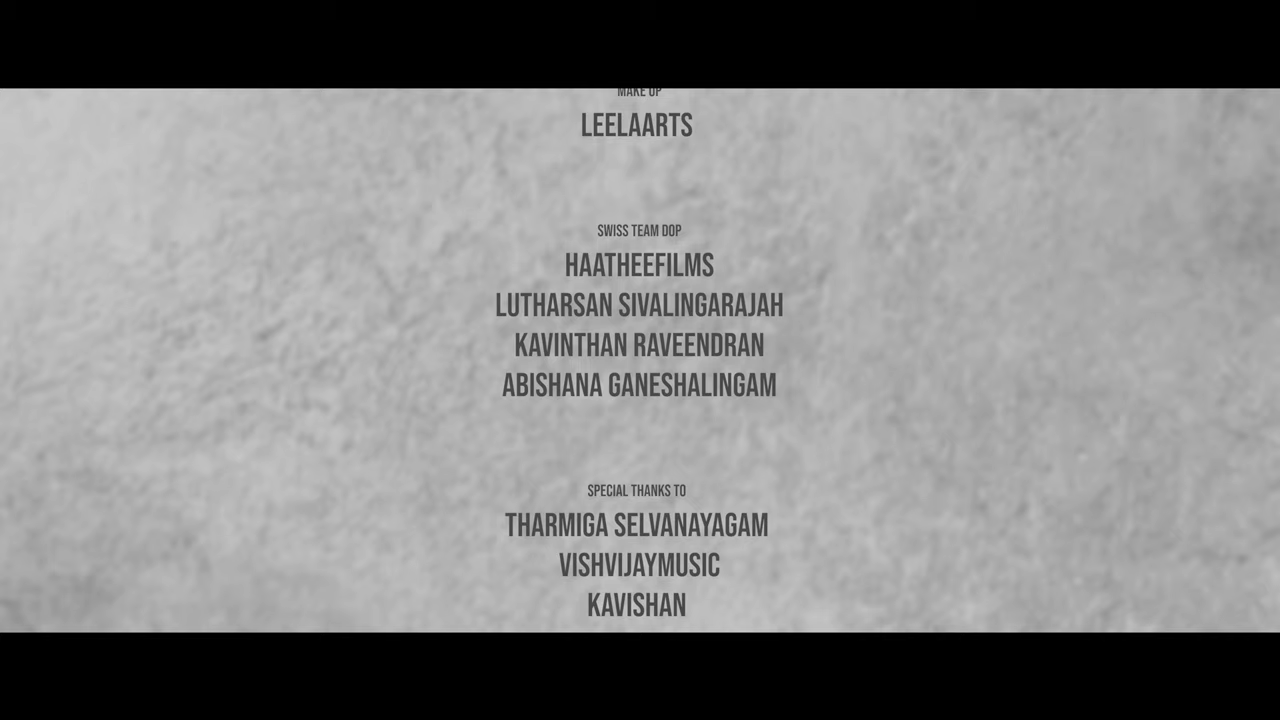 MAKE UP
LEELAARTS
SWISS TEAM DOP
HAATHEEFILMS
LUTHARSAN SIVALINGARAJAH
KAVINTHAN RAVEENDRAN
ABISHANA GANESHALINGAM
SPECIAL THANKS TO
THARMIGA SELVANAYAGAM
VISHVIJAYMUSIC
KAVISHAN